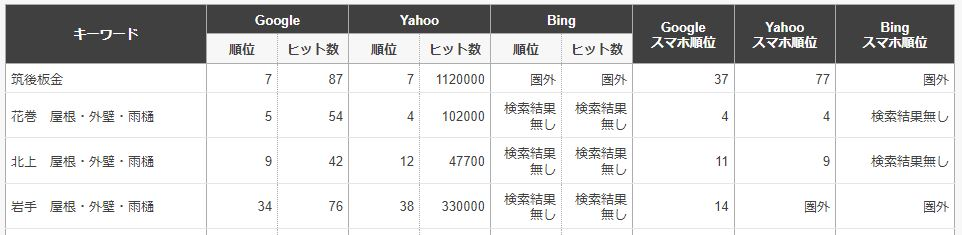 キーワード Google Yahoo Bing Google スマホ順位 Yahoo スマホ順位 Bing スマホ順位
順位 ヒット数 順位 ヒット数 順位 ヒット数
筑後板金 7 87 7 1120000 圏外 圏外 37 77 圏外
花巻　屋根・外壁・雨樋 5 54 4 102000 検索結果無し 検索結果無し 4 4 検索結果無し
北上　屋根・外壁・雨樋 9 42 12 47700 検索結果無し 検索結果無し 11 9 検索結果無し
岩手　屋根・外壁・雨樋 34 76 38 330000 検索結果無し 検索結果無し 14 圏外 圏外